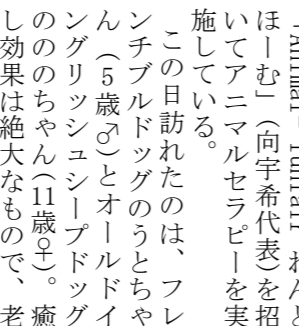 ほーむ」（向宇希代表）を招
いてアニマルセラピーを実
施している。
　この日訪れたのは、フレ
ンチブルドッグのうとちゃ
ん（5歳♂）とオールドイ
ングリッシュシープドッグ
のののちゃん（11歳♀）。癒
し効果は絶大なもので、老